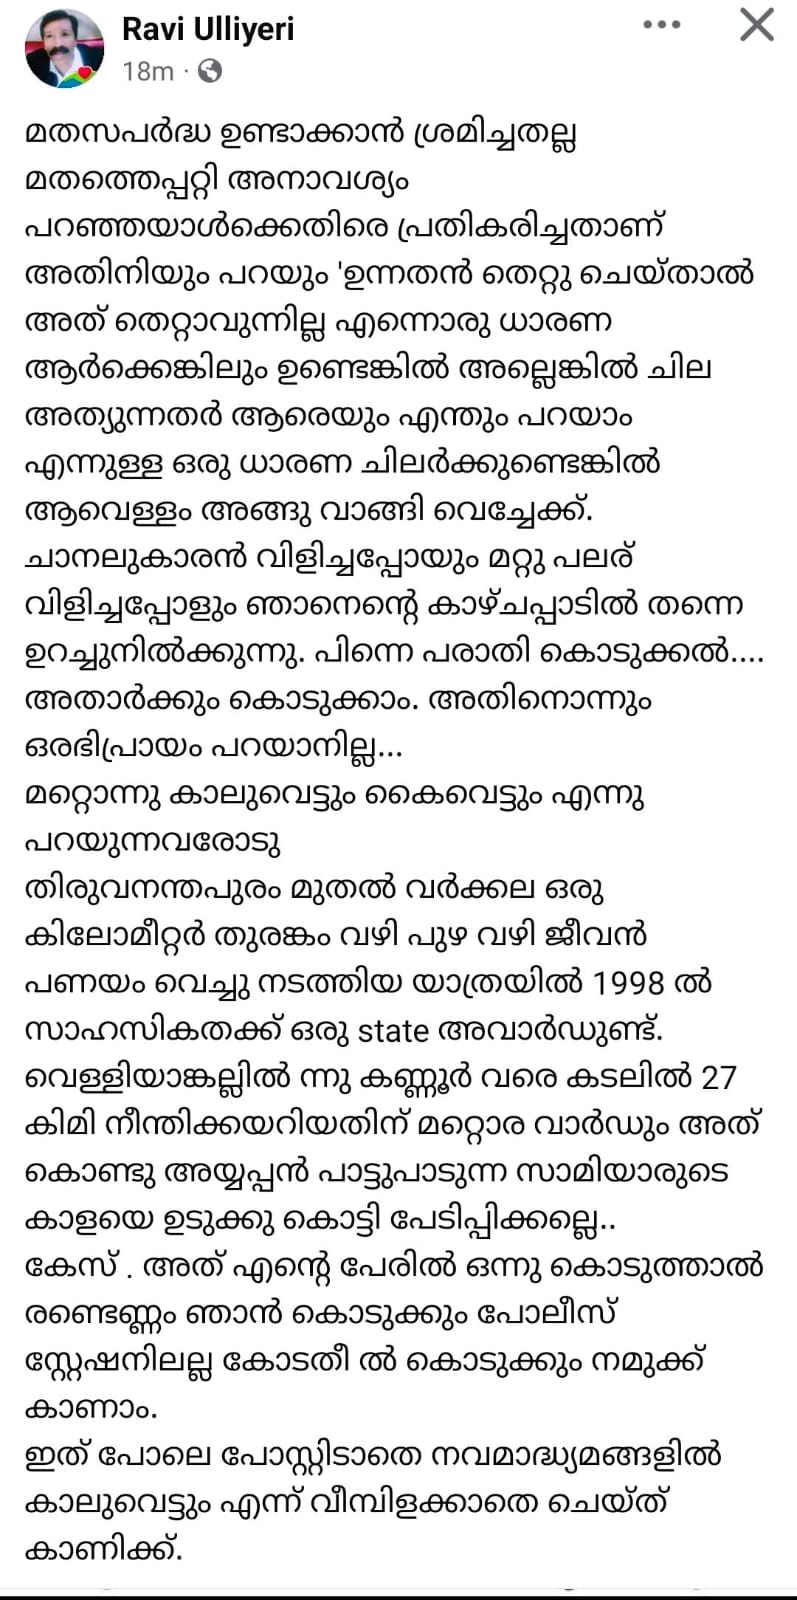 Ravi Ulliyeri
18m ·
മതസപർദ്ധ ഉണ്ടാക്കാൻ ശ്രമിച്ചതല്ല
മതത്തെപ്പറ്റി അനാവശ്യം
പറഞ്ഞയാൾക്കെതിരെ പ്രതികരിച്ചതാണ്
അതിനിയും പറയും 'ഉന്നതൻ തെറ്റു ചെയ്താൽ
അത് തെറ്റാവുന്നില്ല എന്നൊരു ധാരണ
ആർക്കെങ്കിലും ഉണ്ടെങ്കിൽ അല്ലെങ്കിൽ ചില
അത്യുന്നതർ ആരെയും എന്തും പറയാം
എന്നുള്ള ഒരു ധാരണ ചിലർക്കുണ്ടെങ്കിൽ
ആവെള്ളം അങ്ങു വാങ്ങി വെച്ചേക്ക്.
ചാനലുകാരൻ വിളിച്ചപ്പോയും മറ്റു പലര്
വിളിച്ചപ്പോളും ഞാനെന്റെ കാഴ്ചപ്പാടിൽ തന്നെ
ഉറച്ചുനിൽക്കുന്നു. പിന്നെ പരാതി കൊടുക്കൽ....
അതാർക്കും കൊടുക്കാം. അതിനൊന്നും
ഒരഭിപ്രായം പറയാനില്ല...
മറ്റൊന്നു കാലുവെട്ടും കൈവെട്ടും എന്നു
പറയുന്നവരോടു
തിരുവനന്തപുരം മുതൽ വർക്കല ഒരു
കിലോമീറ്റർ തുരങ്കം വഴി പുഴ വഴി ജീവൻ
പണയം വെച്ചു നടത്തിയ യാത്രയിൽ 1998 ൽ
സാഹസികതക്ക് ഒരു state അവാർഡുണ്ട്.
വെള്ളിയാങ്കല്ലിൽ ന്നു കണ്ണൂർ വരെ കടലിൽ 27
കിമി നീന്തിക്കയറിയതിന് മറ്റൊര വാർഡും അത്
കൊണ്ടു അയ്യപ്പൻ പാട്ടുപാടുന്ന സാമിയാരുടെ
കാളയെ ഉടുക്കു കൊട്ടി പേടിപ്പിക്കല്ലെ..
കേസ് . അത് എന്റെ പേരിൽ ഒന്നു കൊടുത്താൽ
രണ്ടെണ്ണം ഞാൻ കൊടുക്കും പോലീസ്
സ്റ്റേഷനിലല്ല കോടതീ ൽ കൊടുക്കും നമുക്ക്
കാണാം.
ഇത് പോലെ പോസ്റ്റിടാതെ നവമാദ്ധ്യമങ്ങളിൽ
കാലുവെട്ടും എന്ന് വീമ്പിളക്കാതെ ചെയ്ത്
കാണിക്ക്.